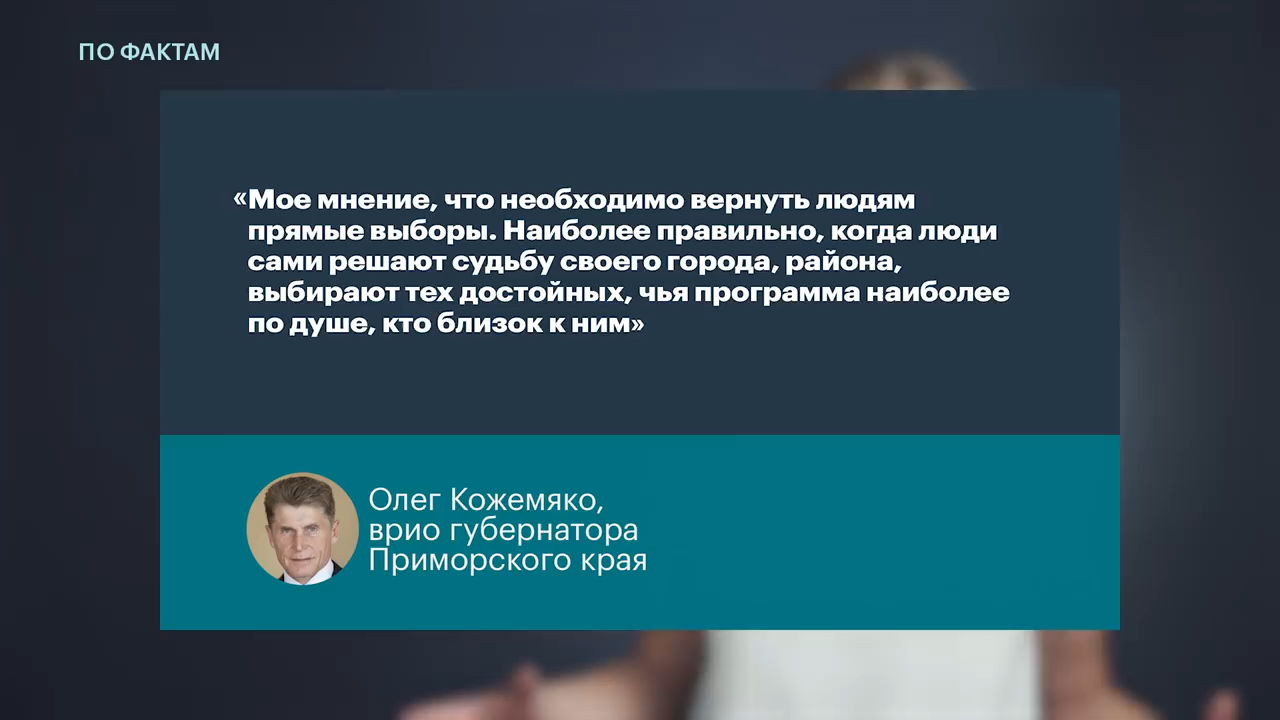 ПО ФАКТАМ
«Мое мнение, что необходимо вернуть людям
прямые выборы. Наиболее правильно, когда люди
сами решают судьбу своего города, района,
выбирают тех достойных, чья программа наиболее
по душе, кто близок к ним»
Олег Кожемяко,
врио губернатора
Приморского края